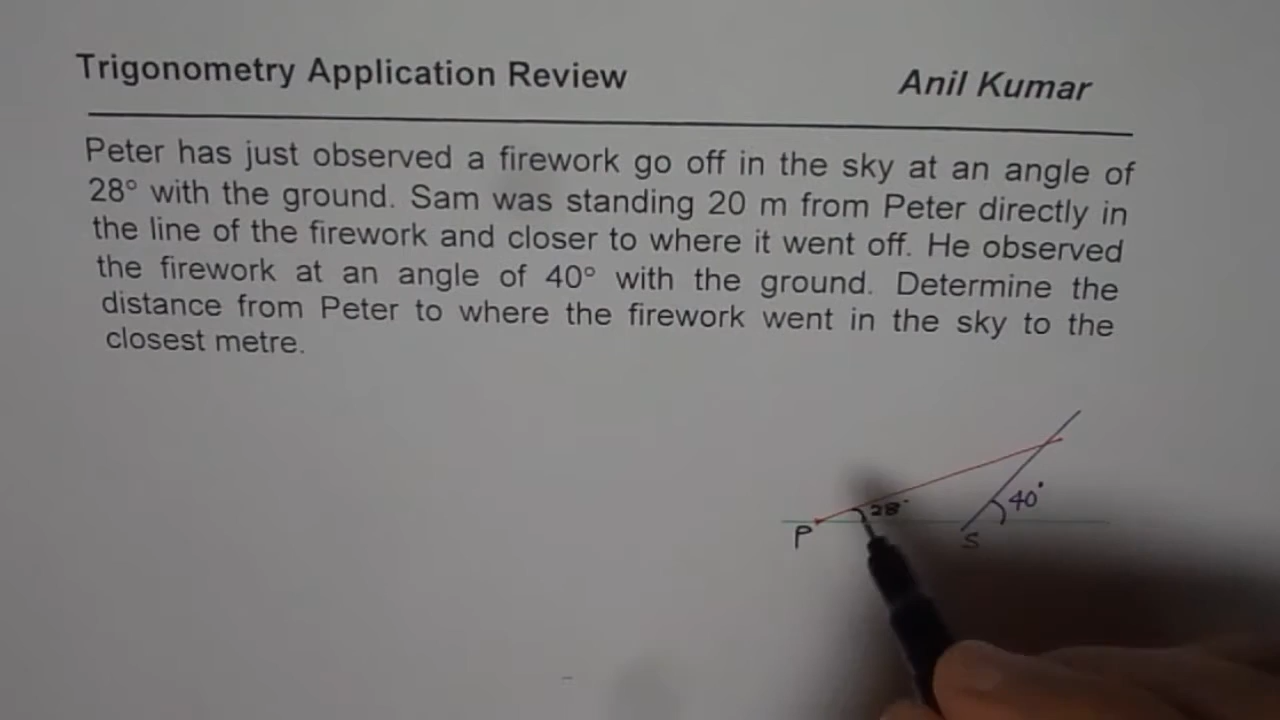 Trigonometry Application Review Anil Kumar
Peter has just observed a firework go off in the sky at an angle of
28° with the ground. Sam was standing 20 m from Peter directly in
the line of the firework and closer to where it went off. He observed
the firework at an angle of 40° with the ground. Determine the
distance from Peter to where the firework went in the sky to the
closest metre.
40°
28°
P
S